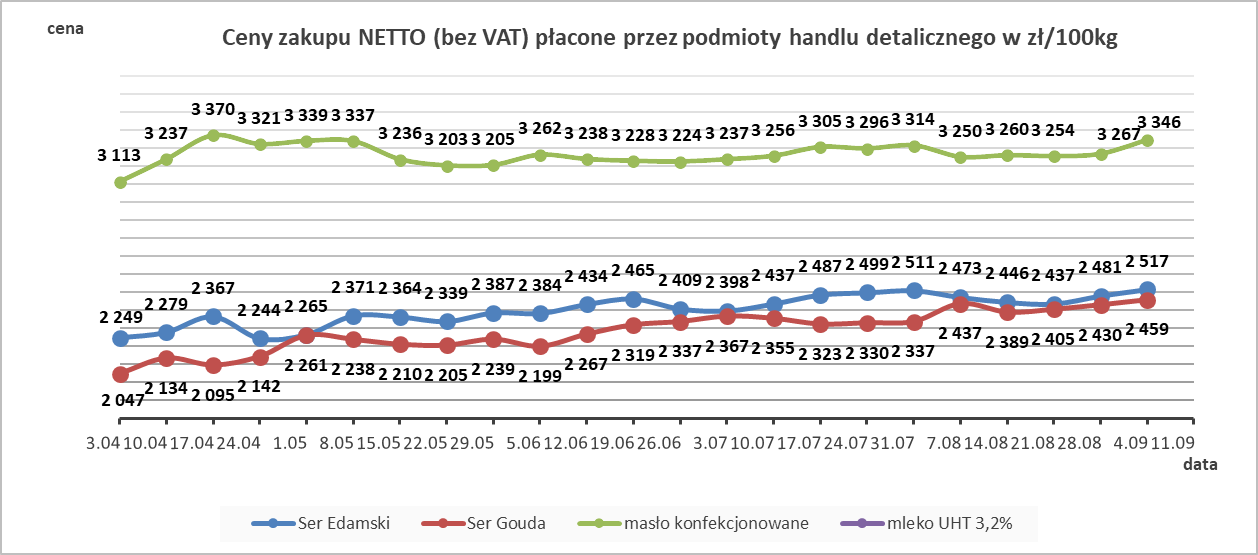 cena
Ceny zakupu NETTO (bez VAT) płacone przez podmioty handlu detalicznego w zł/100kg
3 113 3 237 3 370 3 321 3 339 3 337 3 236 3 203 3 205 3 262 3 238 3 228 3 224 3 237 3 256 3 305 3 296 3 314 3 250 3 260 3 254 3 267 3 346
2 249 2 279 2 367 2 244 2 265 2 371 2 364 2 339 2 387 2 384 2 434 2 465 2 409 2 398 2 437 2 487 2 499 2 511 2 473 2 446 2 437 2 481 2 517
2 047 2 134 2 095 2 142 2 261 2 238 2 210 2 205 2 239 2 199 2 267 2 319 2 337 2 367 2 355 2 323 2 330 2 337 2 437 2 389 2 405 2 430 2 459
3.04 10.04 17.04 24.04 1.05 8.05 15.05 22.05 29.05 5.06 12.06 19.06 26.06 3.07 10.07 17.07 24.07 31.07 7.08 14.08 21.08 28.08 4.09 11.09
data
Ser Edamski Ser Gouda masło konfekcjonowane mleko UHT 3,2%